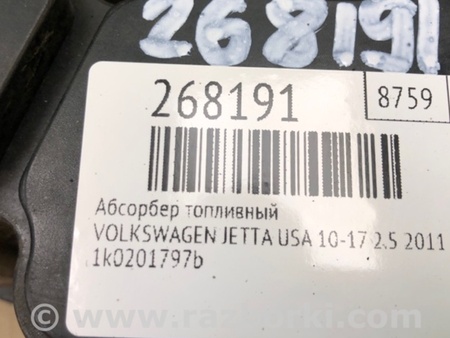 268191
268191
8759
Абсорбер топливный
VOLKSWAGEN JETTA USA 10-17 2.5 2011
1k0201797b
www.razborki.com